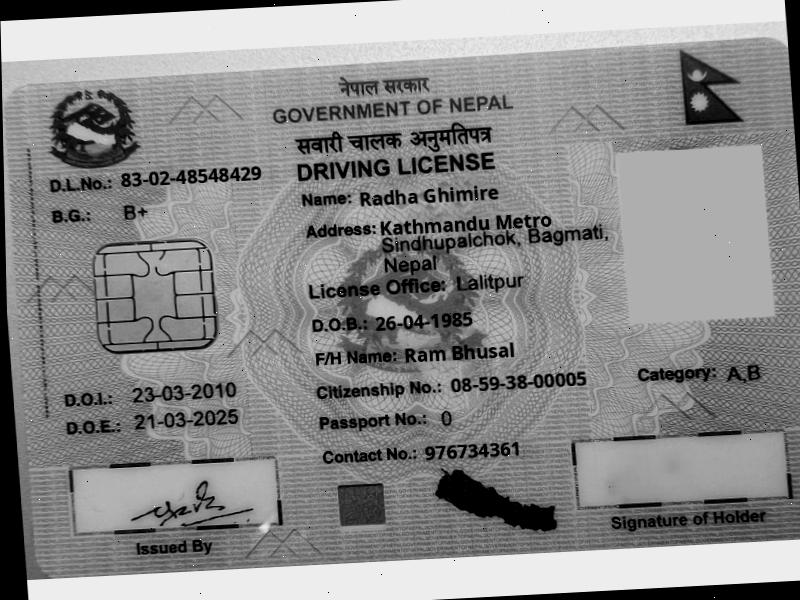 नेपाल सरकार
GOVERNMENT OF NEPAL
सवारी चालक अनुमतिपत्र
DRIVING LICENSE
D.L.No.: 83-02-48548429
B.G.: B+
Name: Radha Ghimire
Address: Kathmandu Metro
Sindhupalchok, Bagmati,
Nepal
License Office: Lalitpur
D.O.B.: 26-04-1985
F/H Name: Ram Bhusal
Citizenship No.: 08-59-38-00005
Category: A,B
Passport No.: 0
Contact No.: 976734361
D.O.I.: 23-03-2010
D.O.E.: 21-03-2025
Issued By
Signature of Holder